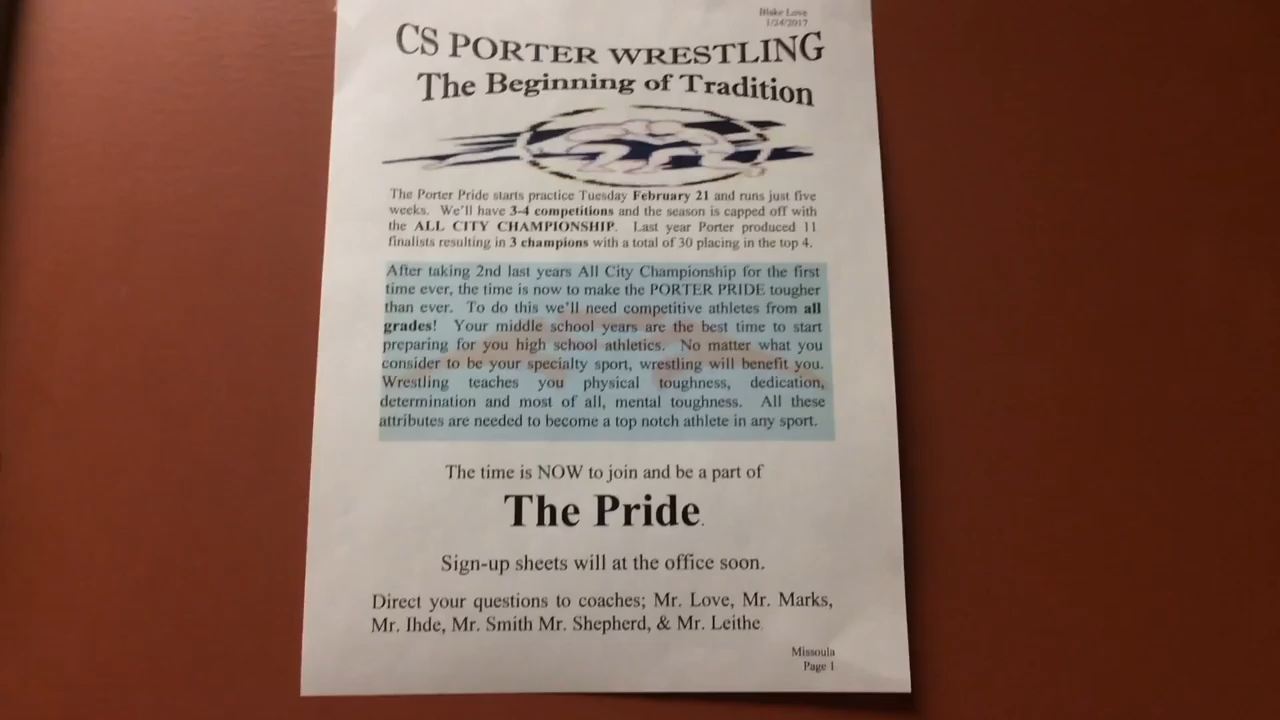 Blake Love
1/24/2017
CS PORTER WRESTLING
The Beginning of Tradition
The Porter Pride starts practice Tuesday February 21 and runs just five
weeks. We'll have 3-4 competitions and the season is capped off with
the ALL CITY CHAMPIONSHIP. Last year Porter produced 11
finalists resulting in 3 champions with a total of 30 placing in the top 4.
After taking 2nd last years All City Championship for the first
time ever, the time is now to make the PORTER PRIDE tougher
than ever. To do this we'll need competitive athletes from all
grades! Your middle school years are the best time to start
preparing for you high school athletics. No matter what you
consider to be your specialty sport, wrestling will benefit you.
Wrestling teaches you physical toughness, dedication,
determination and most of all, mental toughness. All these
attributes are needed to become a top notch athlete in any sport.
The time is NOW to join and be a part of
The Pride.
Sign-up sheets will at the office soon.
Direct your questions to coaches; Mr. Love, Mr. Marks,
Mr. Ihde, Mr. Smith Mr. Shepherd, & Mr. Leithe
Missoula
Page 1